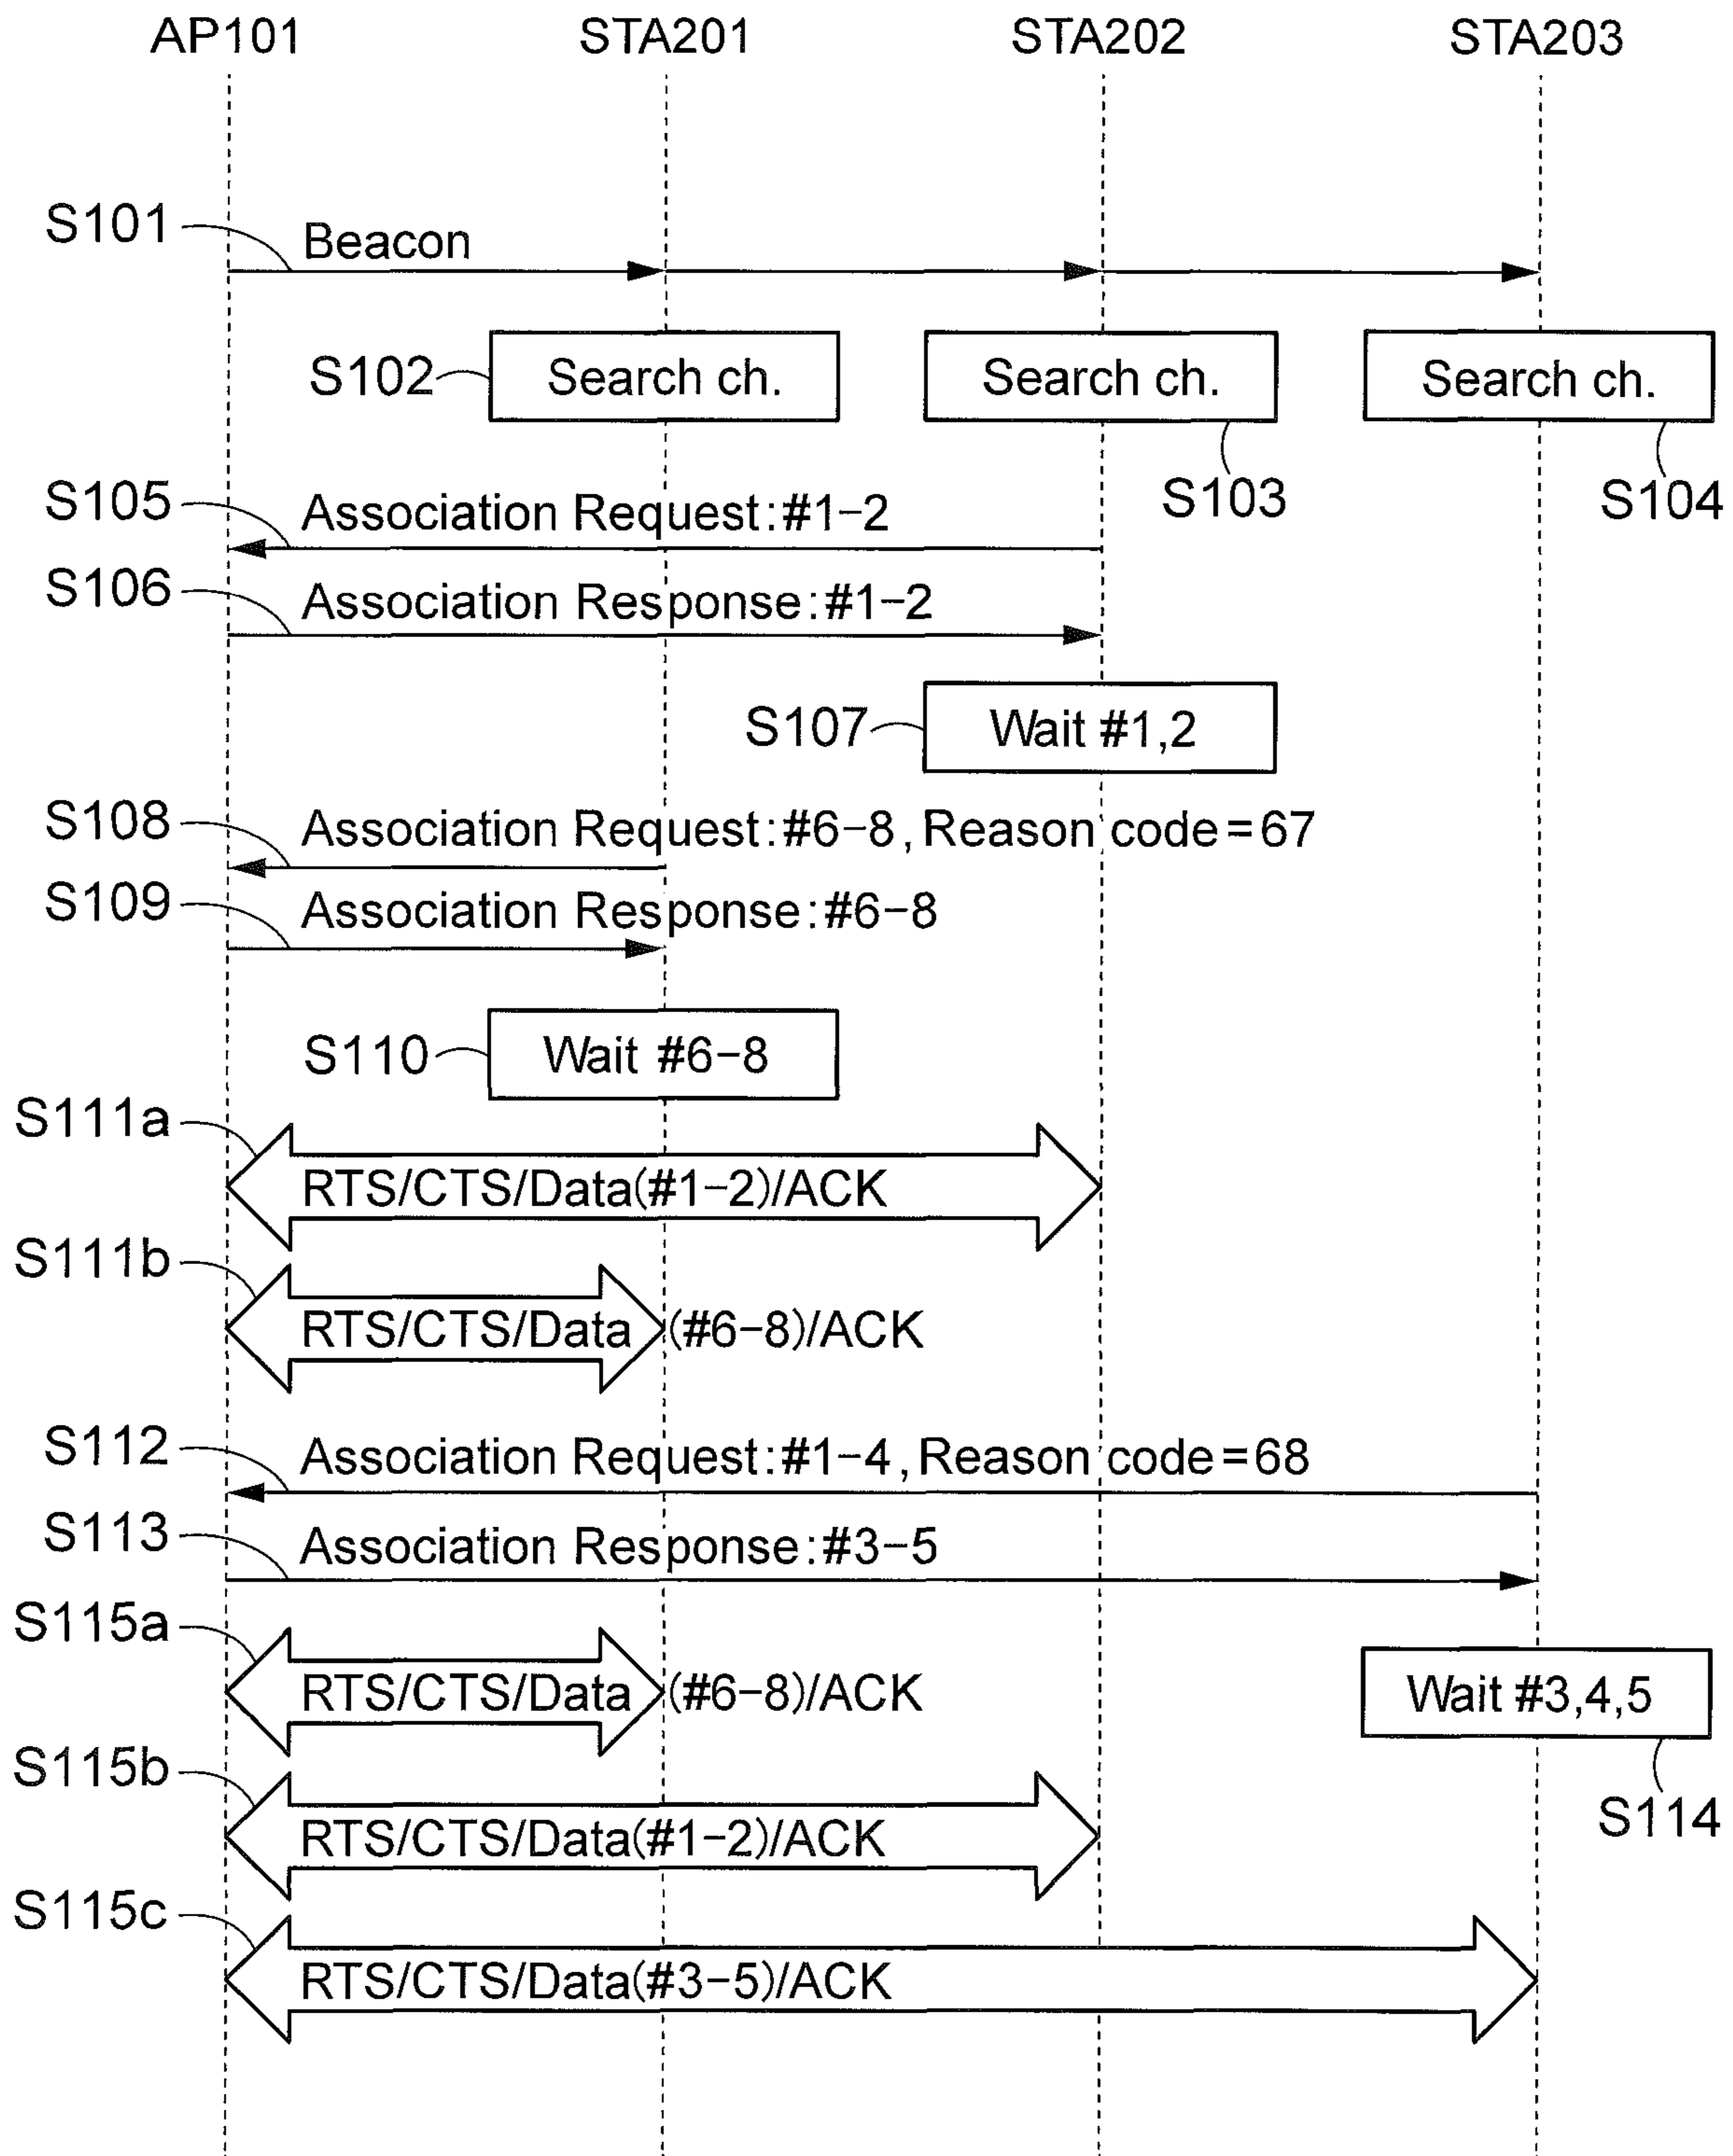 AP101 STA201 STA202 STA203
S101 Beacon
S102 Search ch. Search ch. Search ch.
S103 S104
S105 Association Request:#1-2
S106 Association Response:#1-2
S107 Wait #1,2
S108 Association Request:#6-8, Reason code=67
S109 Association Response:#6-8
S110 Wait #6-8
S111a RTS/CTS/Data(#1-2)/ACK
S111b RTS/CTS/Data (#6-8)/ACK
S112 Association Request:#1-4, Reason code=68
S113 Association Response:#3-5
S115a RTS/CTS/Data (#6-8)/ACK Wait #3,4,5
S115b RTS/CTS/Data(#1-2)/ACK S114
S115c RTS/CTS/Data(#3-5)/ACK